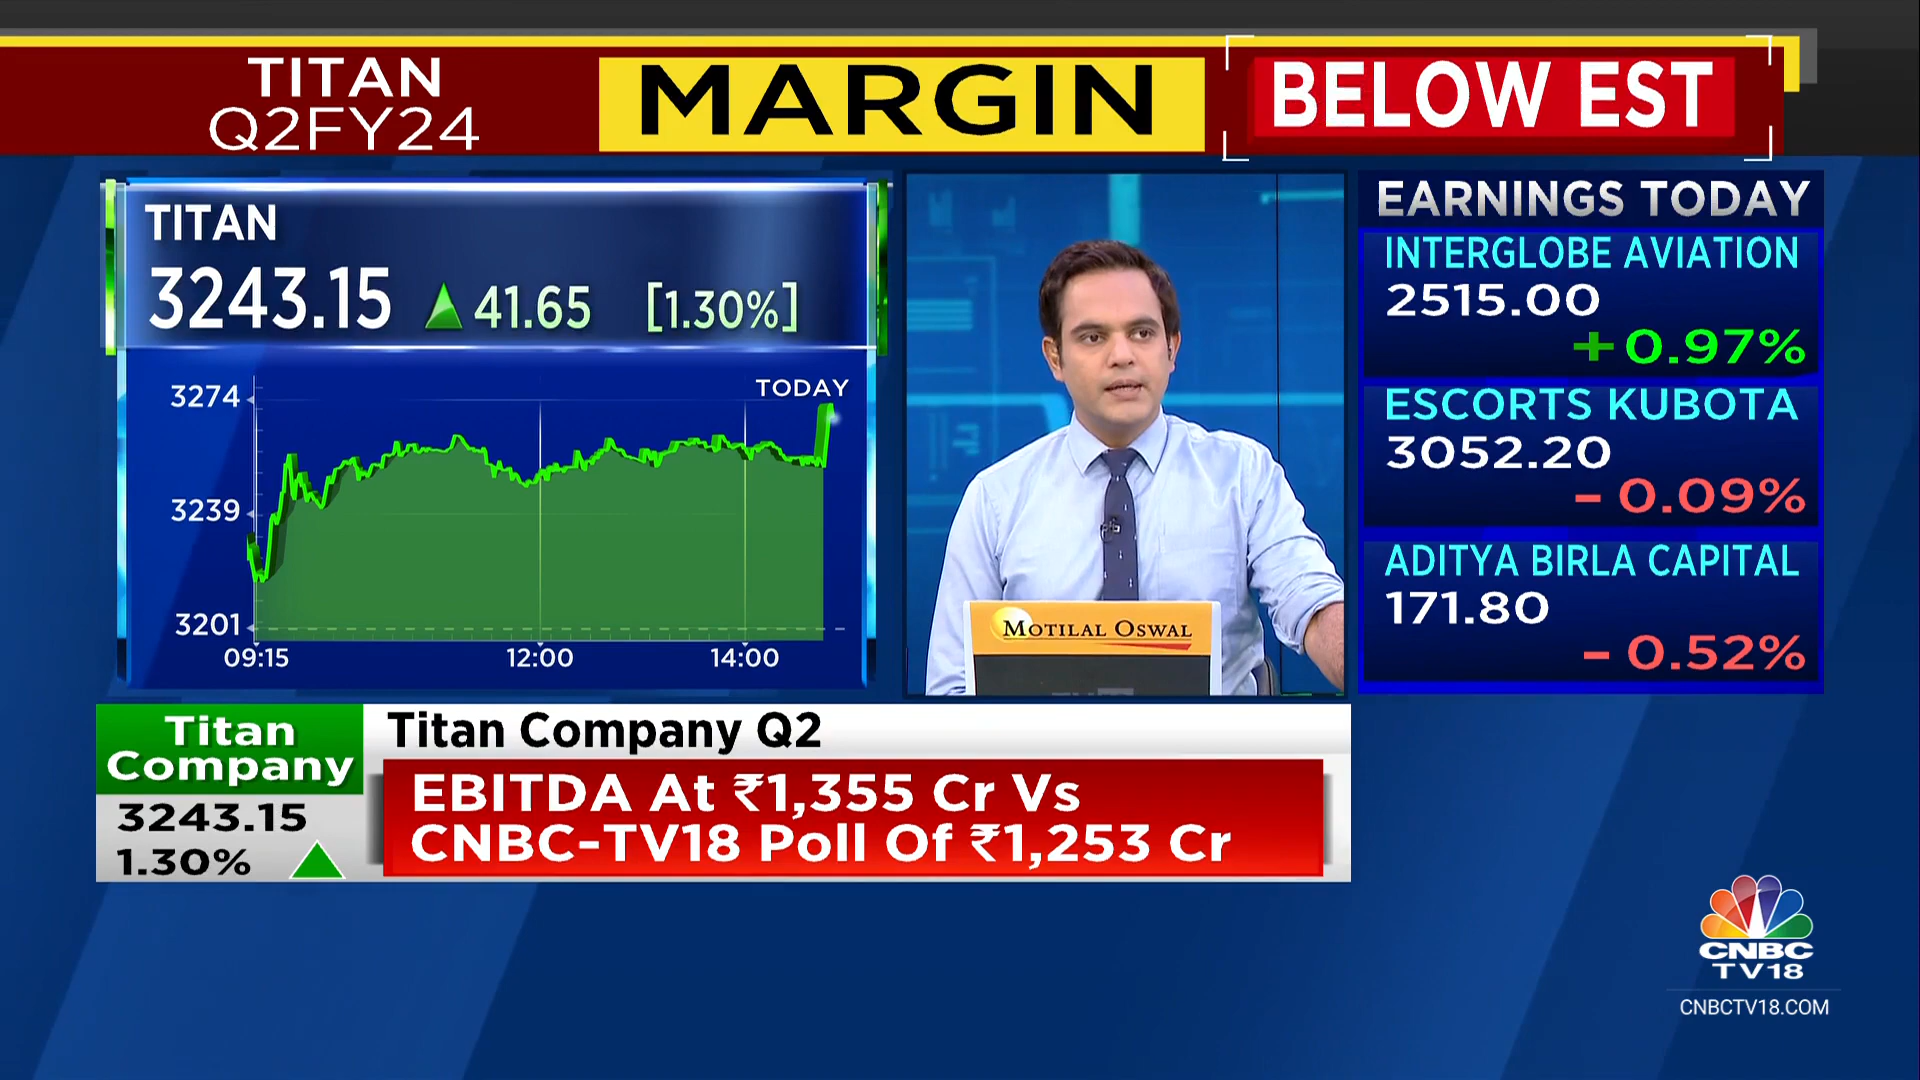 TITAN
Q2FY24
MARGIN
BELOW EST
TITAN
3243.15 ▲ 41.65 [1.30%]
TODAY
3274
3239
3201
09:15 12:00 14:00
MOTILAL OSWAL
EARNINGS TODAY
INTERGLOBE AVIATION
2515.00
+0.97%
ESCORTS KUBOTA
3052.20
- 0.09%
ADITYA BIRLA CAPITAL
171.80
- 0.52%
Titan
Company
3243.15
1.30% ▲
Titan Company Q2
EBITDA At ₹1,355 Cr Vs
CNBC-TV18 Poll Of ₹1,253 Cr
CNBC
TV18
CNBCTV18.COM